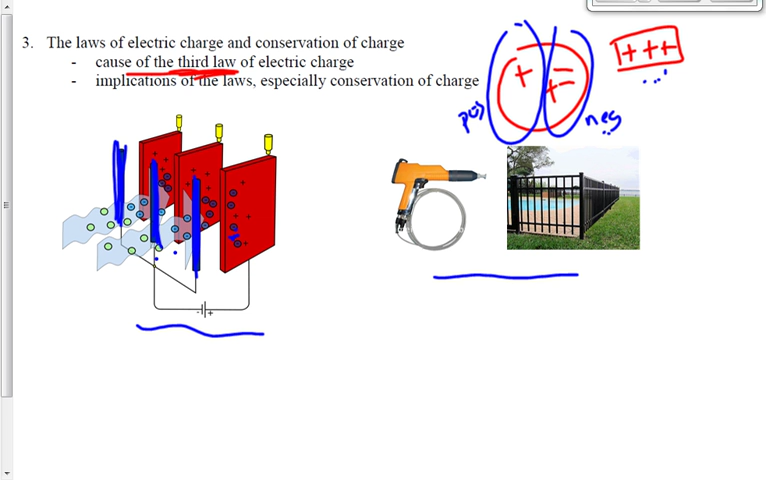 3. The laws of electric charge and conservation of charge
- cause of the third law of electric charge
- implications of the laws, especially conservation of charge
+ - + -
+ + +
pos
neg
- +